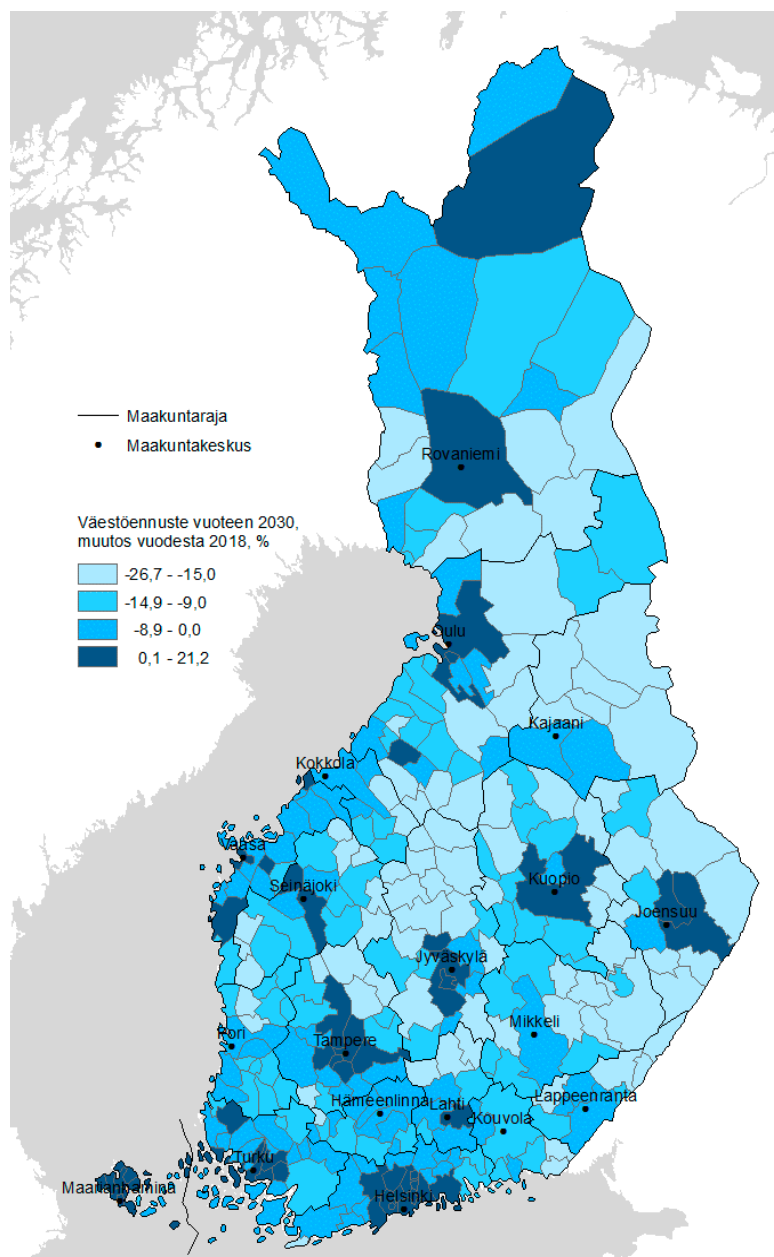 Maakuntaraja
Maakuntakeskus
Rovaniemi
Väestöennuste vuoteen 2030,
muutos vuodesta 2018, %
-26,7 - -15,0
-14,9 - -9,0
-8,9 - 0,0
0,1 - 21,2
Oulu
Kajaani
Kokkola
Vaasa
Seinäjoki
Kuopio
Joensuu
Jyväskylä
Mikkeli
Pori
Tampere
Hämeenlinna
Lahti
Lappeenranta
Kouvola
Turku
Maarianhamina
Helsinki